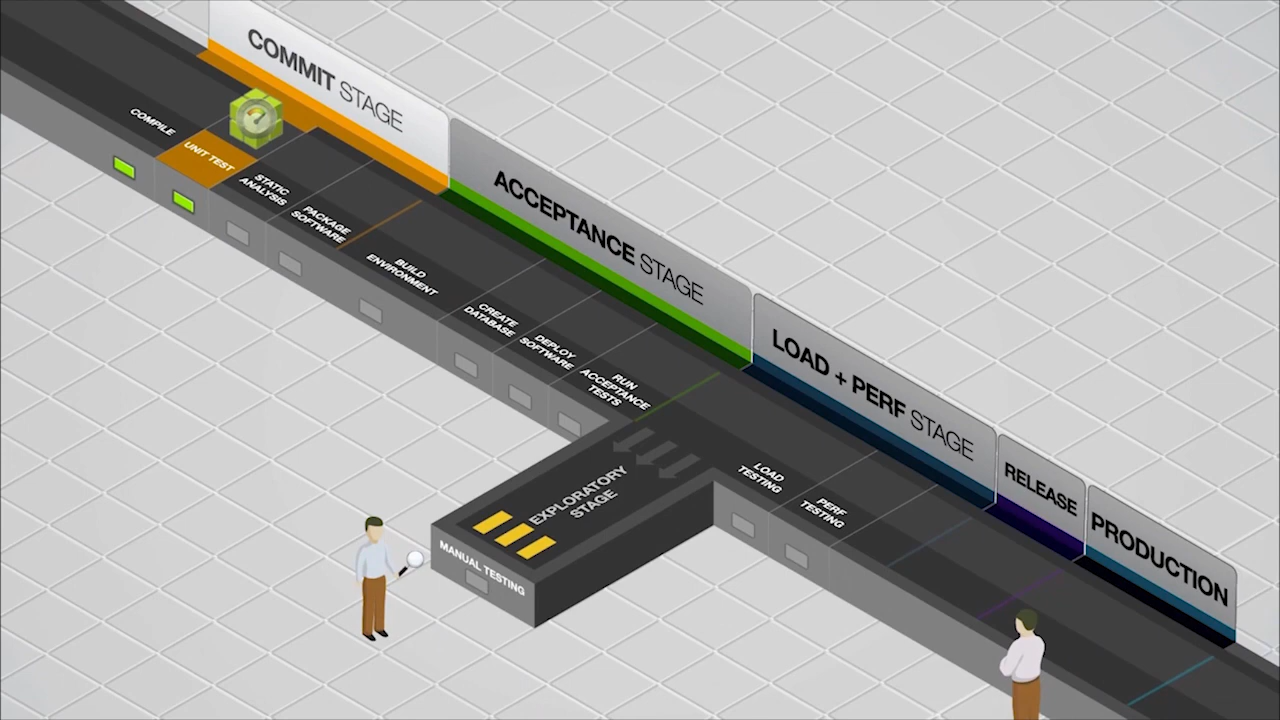 COMMIT STAGE
COMPILE
UNIT TEST
STATIC
ANALYSIS
PACKAGE
SOFTWARE
ACCEPTANCE STAGE
BUILD
ENVIRONMENT
CREATE
DATABASE
DEPLOY
SOFTWARE
RUN
ACCEPTANCE
TESTS
EXPLORATORY
STAGE
MANUAL TESTING
LOAD + PERF STAGE
LOAD
TESTING
PERF
TESTING
RELEASE
PRODUCTION